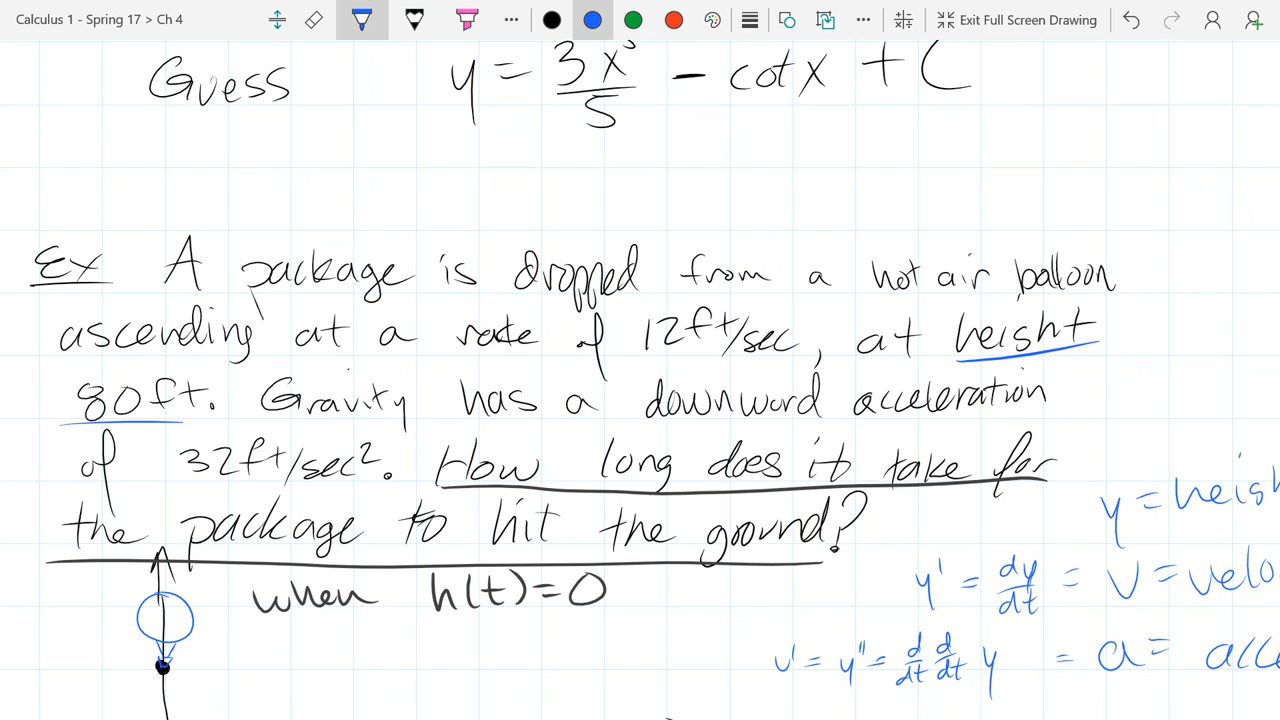 Calculus 1 - Spring 17 > Ch 4
Exit Full Screen Drawing
Guess y = 3x⁵/5 - cot x + C
Ex A package is dropped from a hot air balloon
ascending at a rate of 12ft/sec, at height
80ft. Gravity has a downward acceleration
of 32ft/sec². How long does it take for
the package to hit the ground?
y = heigh
when h(t)=0
y' = dy/dt = v = velo
v' = y'' = d/dt d/dt y = a = acce